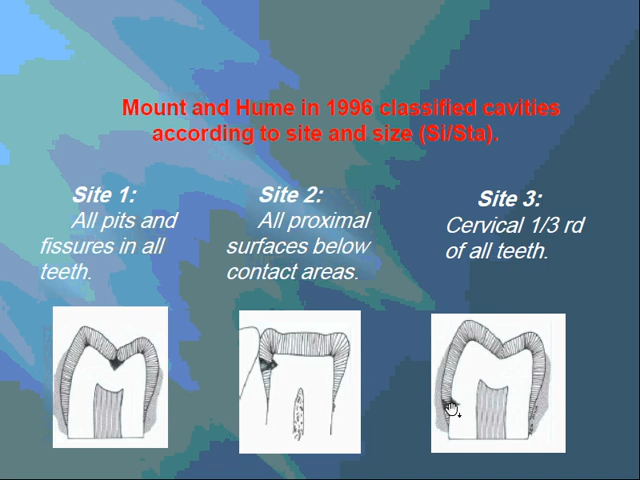 Mount and Hume in 1996 classified cavities
according to site and size (Si/Sta).
Site 1:
All pits and
fissures in all
teeth.
Site 2:
All proximal
surfaces below
contact areas.
Site 3:
Cervical 1/3 rd
of all teeth.